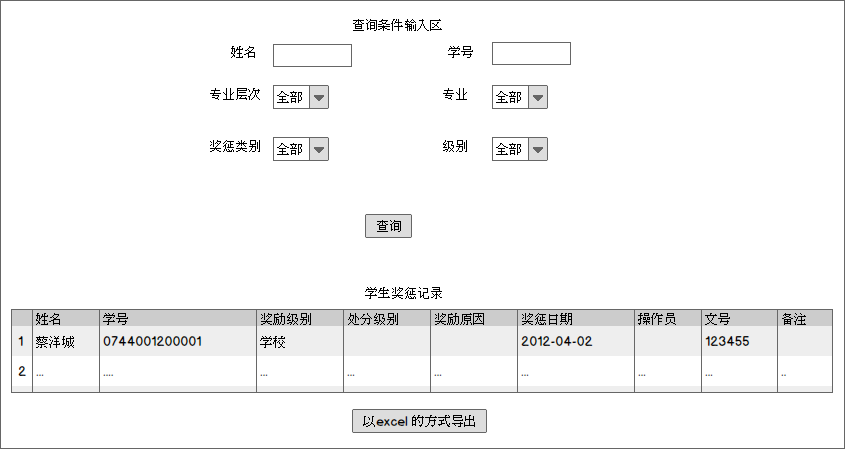 查询条件输入区
姓名 学号
专业层次 全部 专业 全部
奖惩类别 全部 级别 全部
查询
学生奖惩记录
姓名 学号 奖励级别 处分级别 奖励原因 奖惩日期 操作员 文号 备注
1 蔡洋城 0744001200001 学校 2012-04-02 123455
2 ... .... ... ... ... ... ... ... ..
以excel 的方式导出